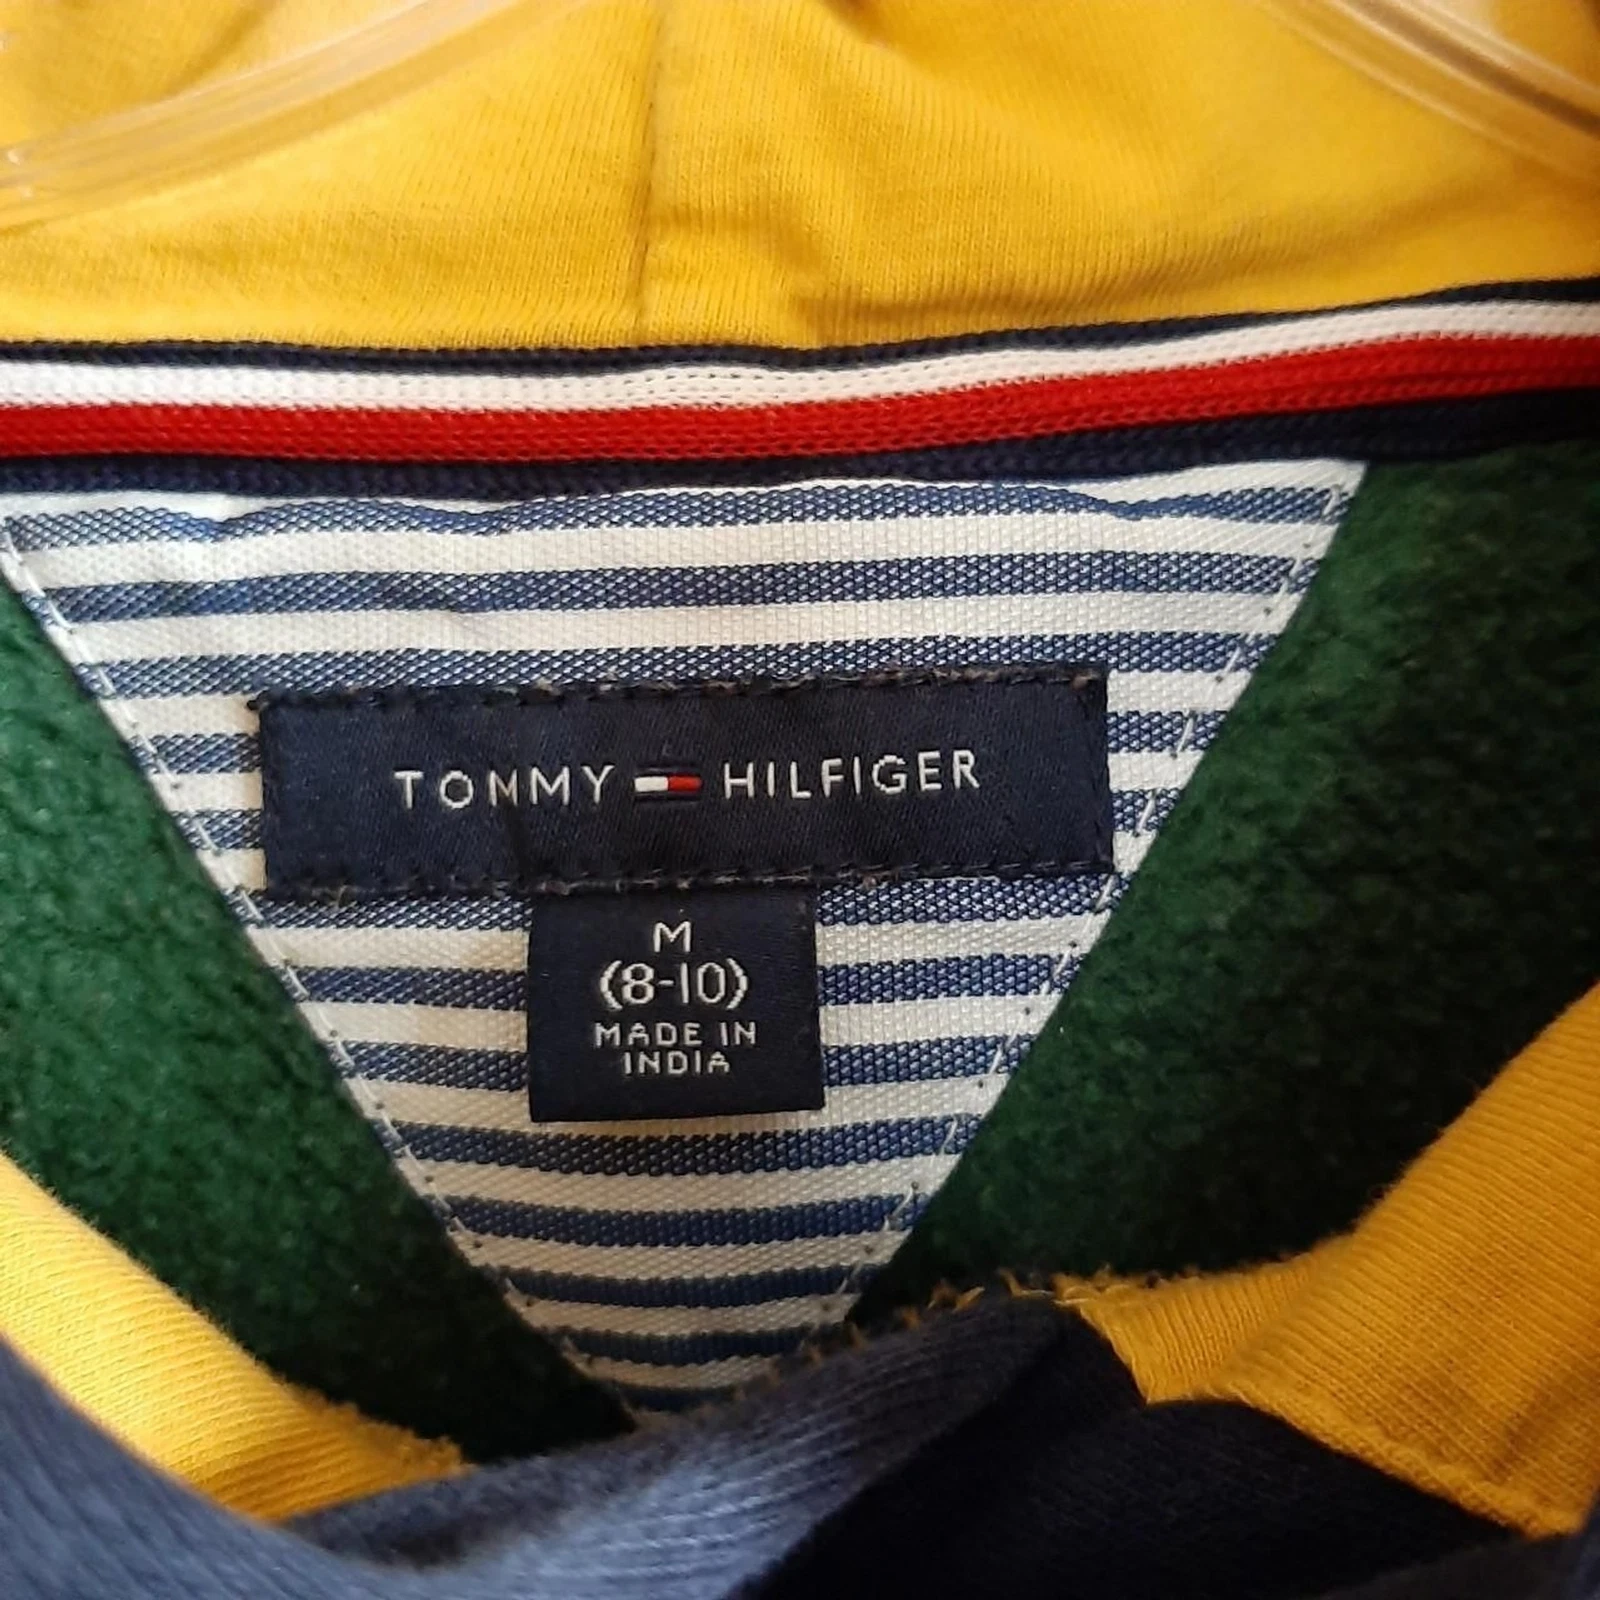 TOMMY HILFIGER
M
(8-10)
MADE IN
INDIA